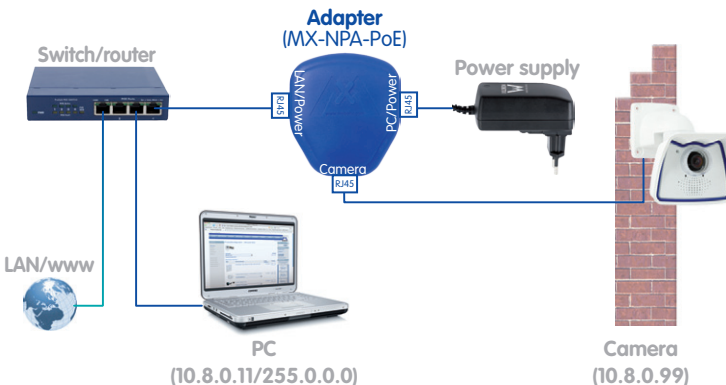 Adapter
(MX-NPA-PoE)
Switch/router
Power supply
LAN/Power
PC/Power
RJ45
RJ45
Camera
RJ45
LAN/www
PC
(10.8.0.11/255.0.0.0)
Camera
(10.8.0.99)